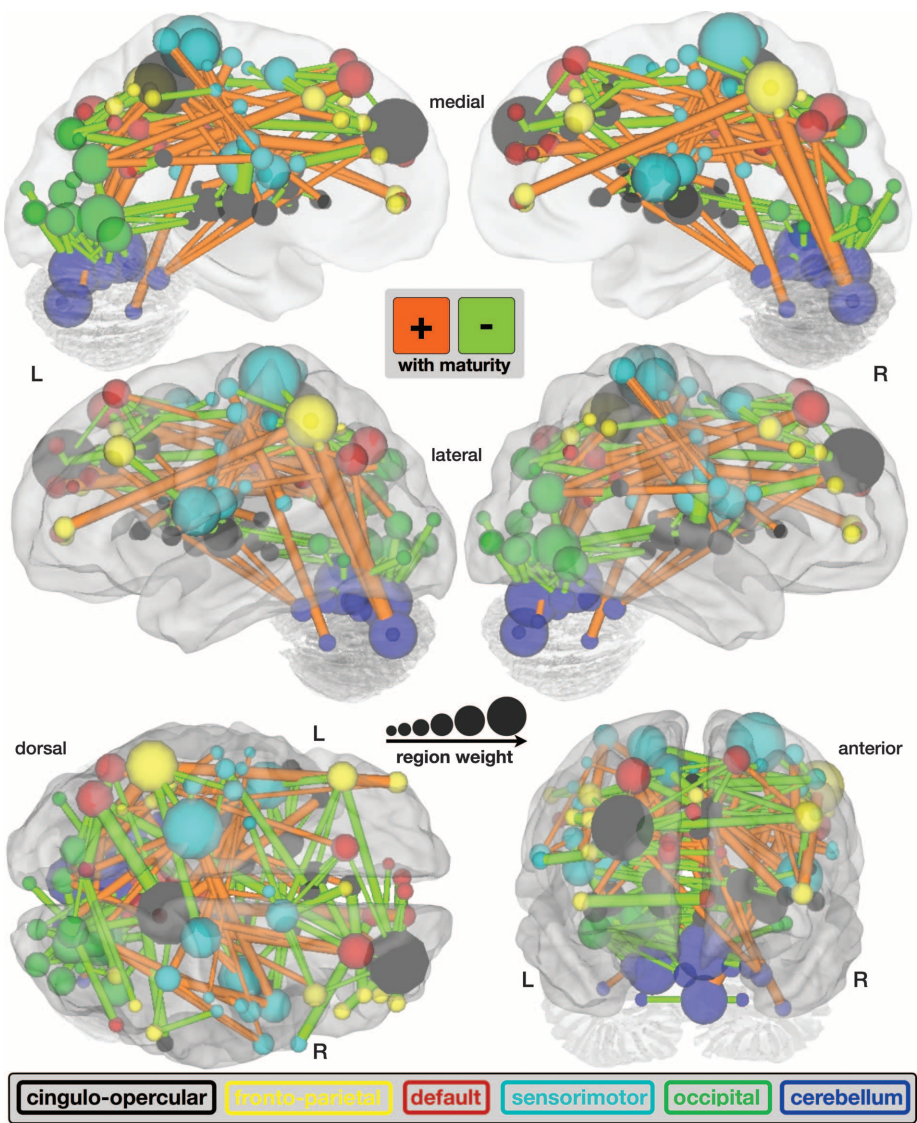 medial
+ -
with maturity
L
R
lateral
L
dorsal
region weight
anterior
L
R
R
cingulo-opercular fronto-parietal default sensorimotor occipital cerebellum